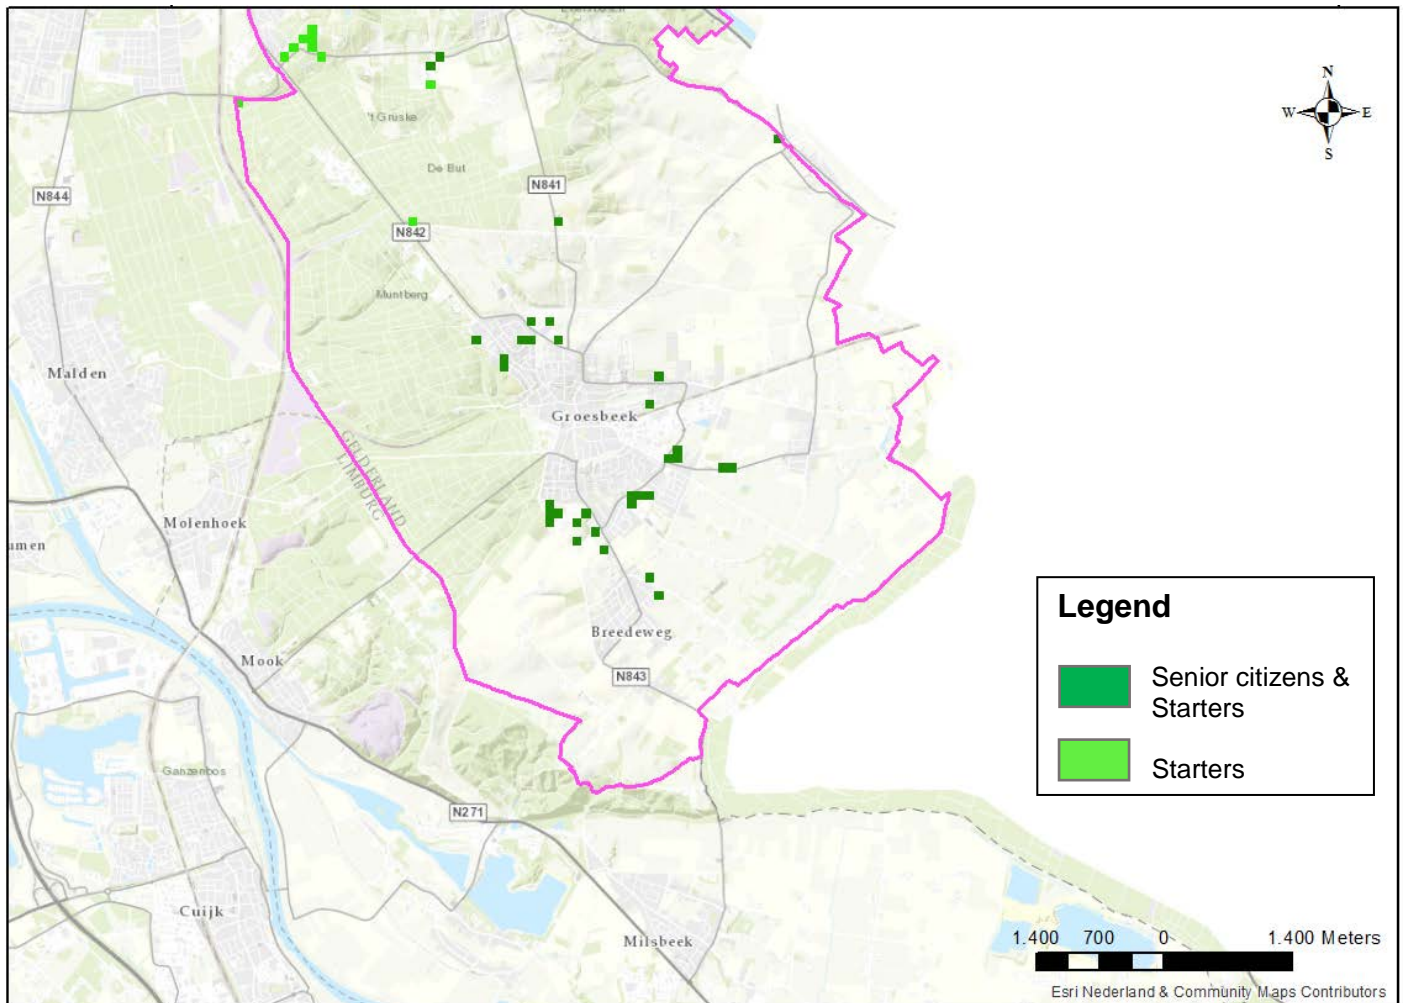 N
W E
S
't Gruske
De But
N844
N841
N842
Muntberg
Malden
Groesbeek
GELDERLAND
LIMBURG
Molenhoek
Breedeweg
Mook
N843
Ganzenbos
N271
Cuijk
Milsbeek
Legend
Senior citizens &
Starters
Starters
1.400 700 0 1.400 Meters
Esri Nederland & Community Maps Contributors